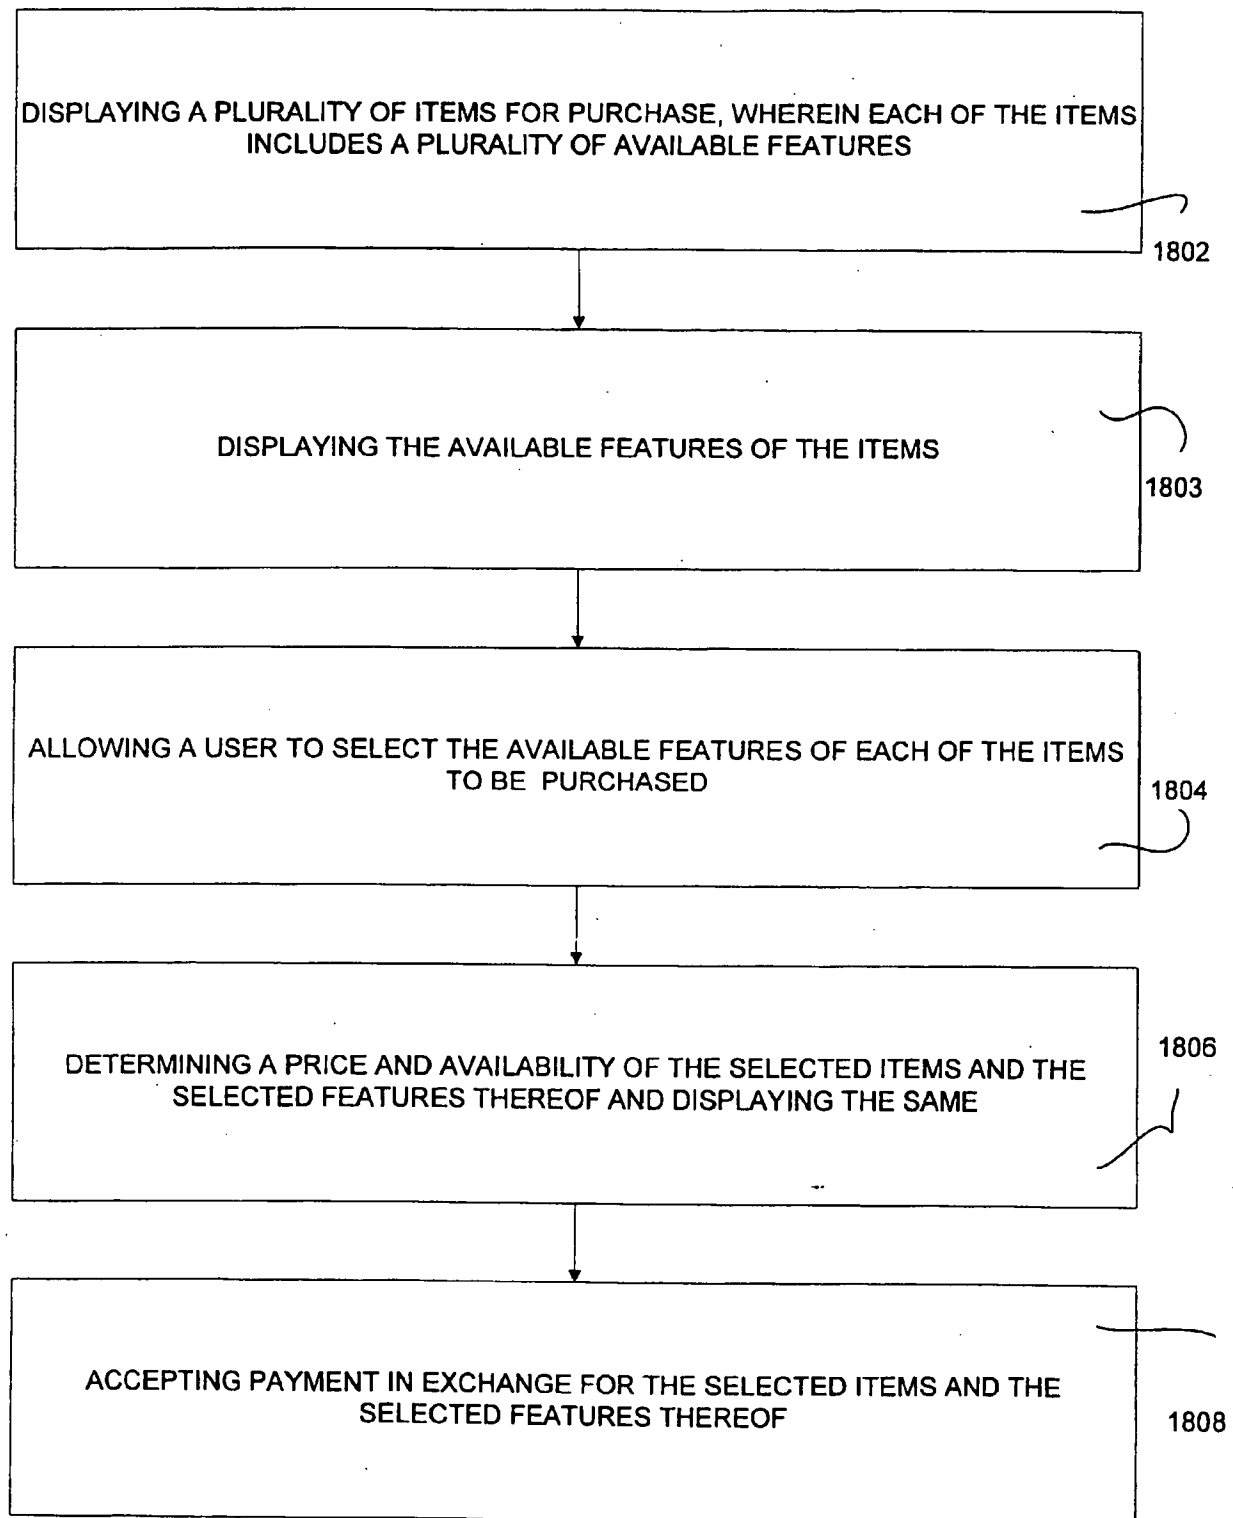 DISPLAYING A PLURALITY OF ITEMS FOR PURCHASE, WHEREIN EACH OF THE ITEMS
INCLUDES A PLURALITY OF AVAILABLE FEATURES
1802
DISPLAYING THE AVAILABLE FEATURES OF THE ITEMS
1803
ALLOWING A USER TO SELECT THE AVAILABLE FEATURES OF EACH OF THE ITEMS
TO BE PURCHASED
1804
DETERMINING A PRICE AND AVAILABILITY OF THE SELECTED ITEMS AND THE
SELECTED FEATURES THEREOF AND DISPLAYING THE SAME
1806
ACCEPTING PAYMENT IN EXCHANGE FOR THE SELECTED ITEMS AND THE
SELECTED FEATURES THEREOF
1808